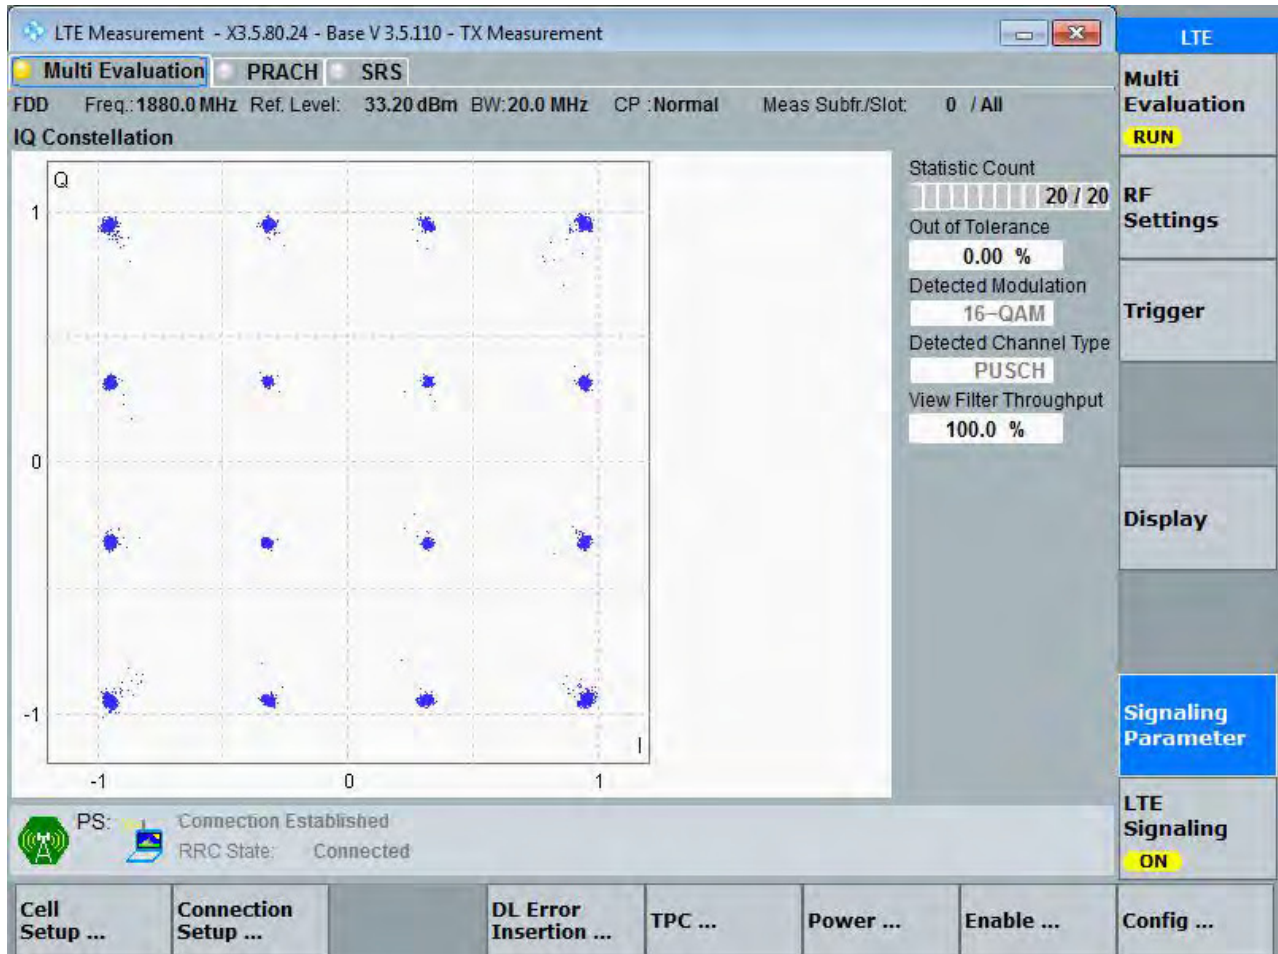 LTE Measurement - X3.5.80.24 - Base V 3.5.110 - TX Measurement
LTE
Multi Evaluation PRACH SRS
FDD Freq.: 1880.0 MHz Ref. Level: 33.20 dBm BW: 20.0 MHz CP : Normal Meas Subfr./Slot: 0 / All
IQ Constellation
Q
1
0
-1
-1 0 1
I
Statistic Count
20 / 20
Out of Tolerance
0.00 %
Detected Modulation
16-QAM
Detected Channel Type
PUSCH
View Filter Throughput
100.0 %
Multi
Evaluation
RUN
RF
Settings
Trigger
Display
Signaling
Parameter
LTE
Signaling
ON
PS: Connection Established
RRC State: Connected
Cell
Setup ...
Connection
Setup ...
DL Error
Insertion ...
TPC ...
Power ...
Enable ...
Config ...